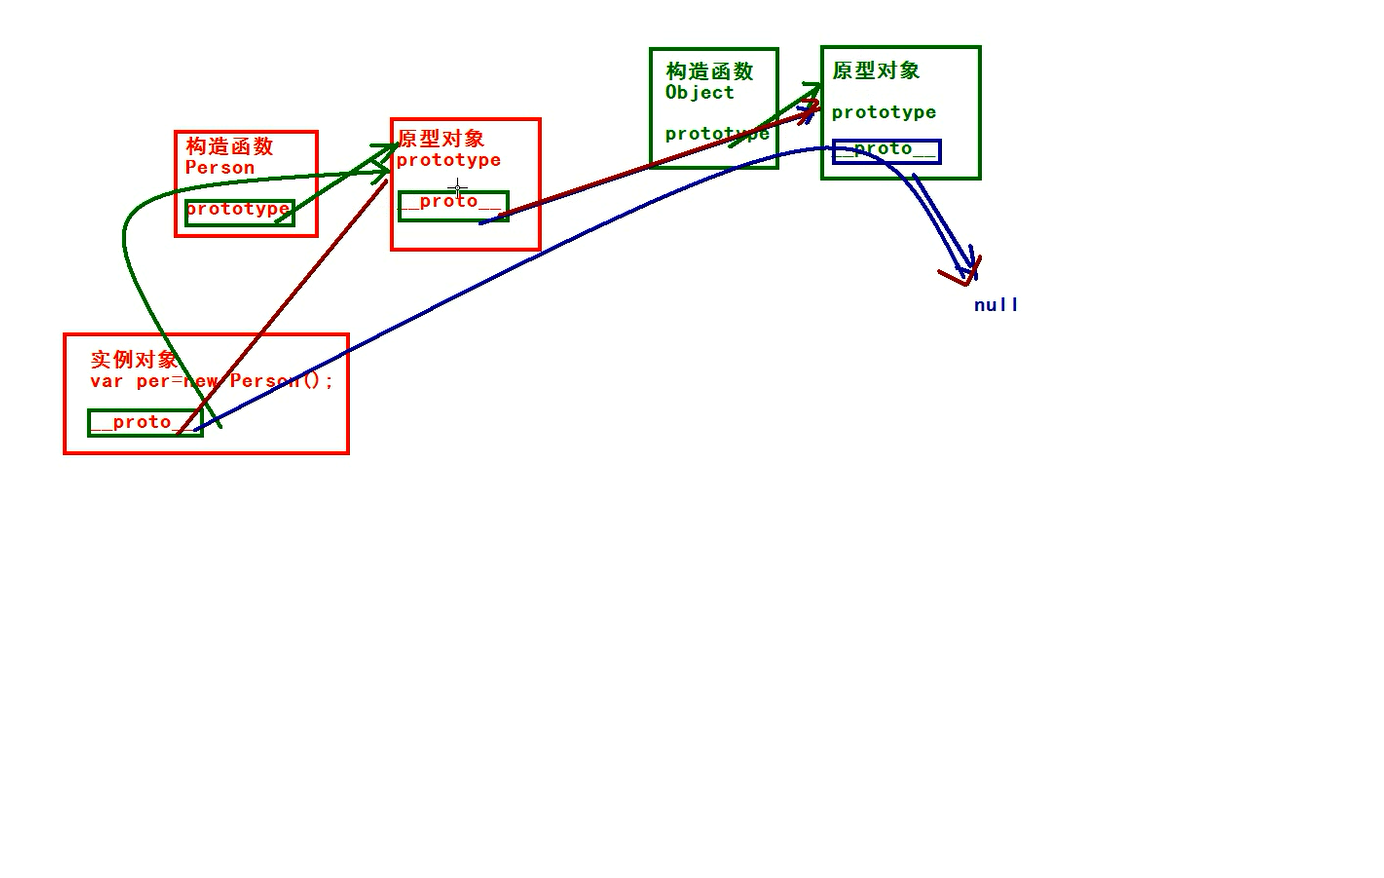 构造函数
Person
prototype
原型对象
prototype
__proto__
构造函数
Object
prototype
原型对象
prototype
__proto__
null
实例对象
var per=new Person();
__proto__